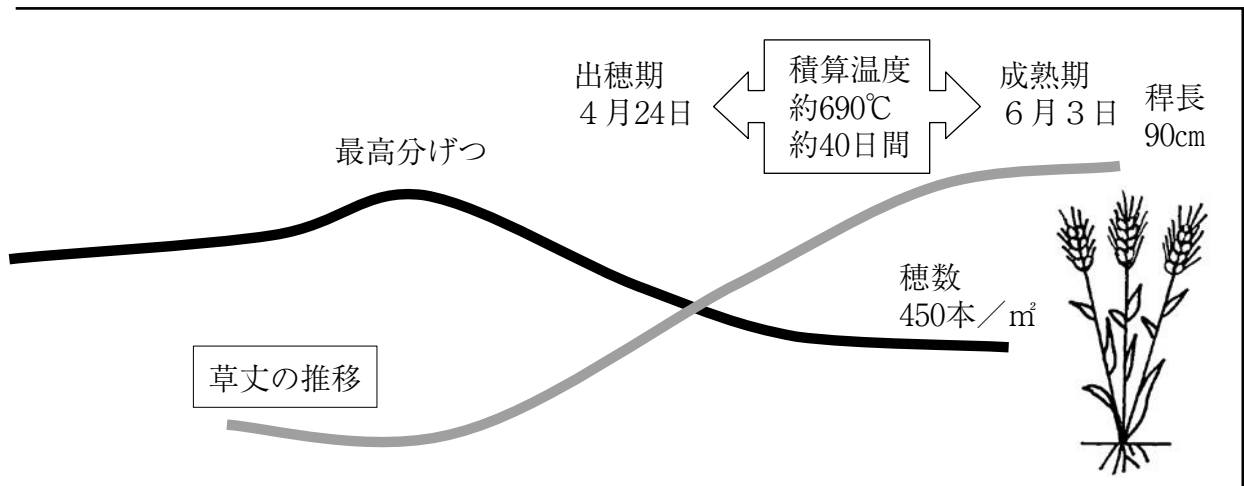 出穂期
４月24日
積算温度
約690℃
約40日間
成熟期
６月３日
稈長
90cm
最高分げつ
穂数
450本／㎡
草丈の推移